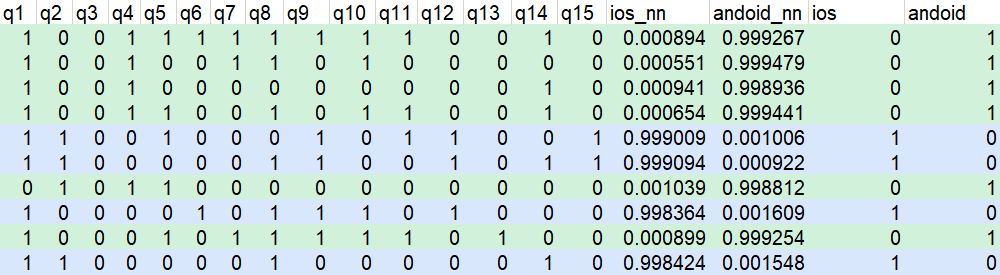 q1 q2 q3 q4 q5 q6 q7 q8 q9 q10 q11 q12 q13 q14 q15 ios_nn andoid_nn ios andoid
1 0 0 1 1 1 1 1 1 1 1 0 0 1 0 0.000894 0.999267 0 1
1 0 0 1 0 0 1 1 0 1 0 0 0 1 0 0.000551 0.999479 0 1
1 0 0 1 0 0 0 0 0 0 0 0 0 1 0 0.000941 0.998936 0 1
1 0 0 1 1 0 0 1 0 1 1 0 0 1 0 0.000654 0.999441 0 1
1 1 0 0 1 0 0 0 1 0 1 1 0 0 1 0.999009 0.001006 1 0
1 1 0 0 0 0 0 1 1 0 0 1 0 1 1 0.999094 0.000922 1 0
0 1 0 1 1 0 0 0 0 0 0 0 0 0 0 0.001039 0.998812 0 1
1 0 0 0 0 1 0 1 1 1 0 1 0 0 0 0.998364 0.001609 1 0
1 0 0 0 1 0 1 1 1 1 1 0 1 0 0 0.000899 0.999254 0 1
1 1 0 0 0 0 0 1 0 0 0 0 0 1 0 0.998424 0.001548 1 0